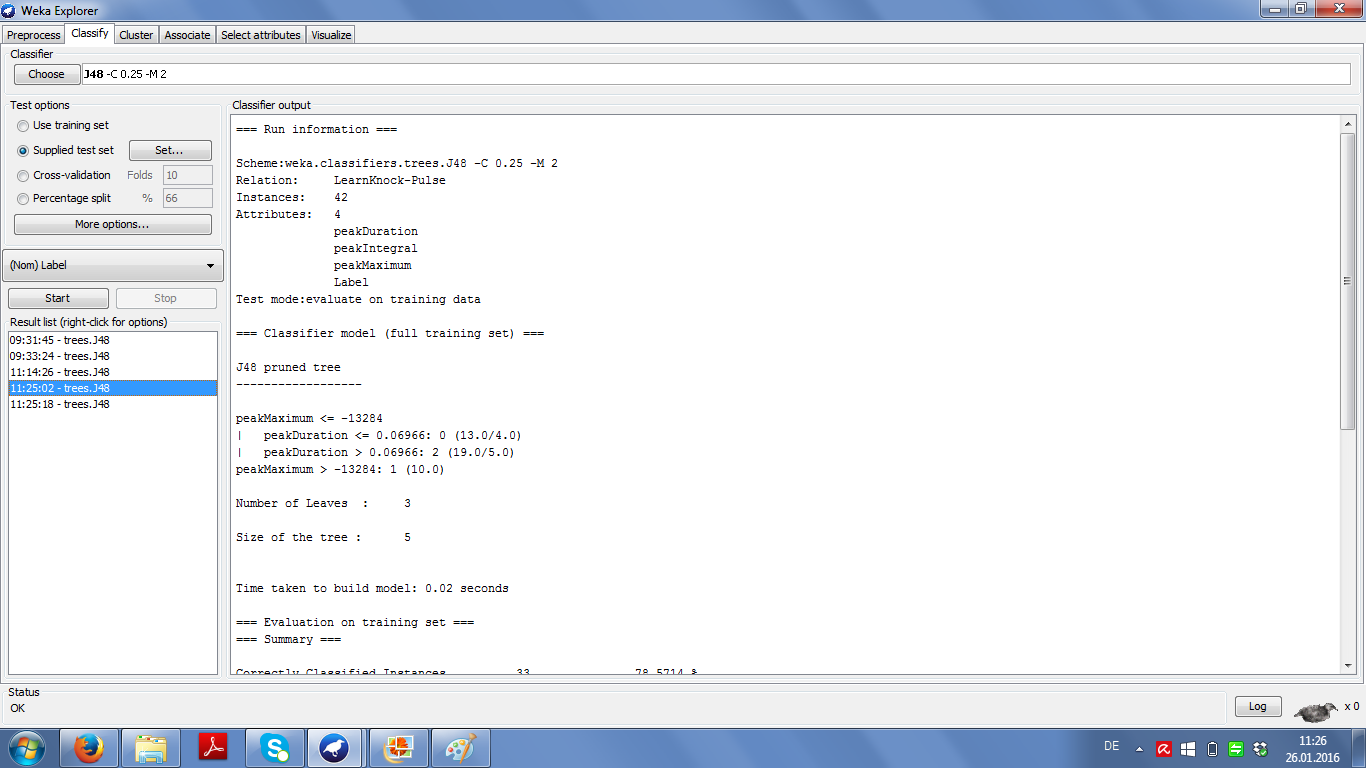 Weka Explorer
Preprocess Classify Cluster Associate Select attributes Visualize
Classifier
Choose J48 -C 0.25 -M 2
Test options
Use training set
Supplied test set Set...
Cross-validation Folds 10
Percentage split % 66
More options...
(Nom) Label
Start Stop
Result list (right-click for options)
09:31:45 - trees.J48
09:33:24 - trees.J48
11:14:26 - trees.J48
11:25:02 - trees.J48
11:25:18 - trees.J48
Classifier output
=== Run information ===
Scheme:weka.classifiers.trees.J48 -C 0.25 -M 2
Relation: LearnKnock-Pulse
Instances: 42
Attributes: 4
peakDuration
peakIntegral
peakMaximum
Label
Test mode:evaluate on training data
=== Classifier model (full training set) ===
J48 pruned tree
------------------
peakMaximum <= -13284
| peakDuration <= 0.06966: 0 (13.0/4.0)
| peakDuration > 0.06966: 2 (19.0/5.0)
peakMaximum > -13284: 1 (10.0)
Number of Leaves : 3
Size of the tree : 5
Time taken to build model: 0.02 seconds
=== Evaluation on training set ===
=== Summary ===
Correctly Classified Instances 33 78.5714 %
Status
OK
Log x 0
DE
11:26
26.01.2016